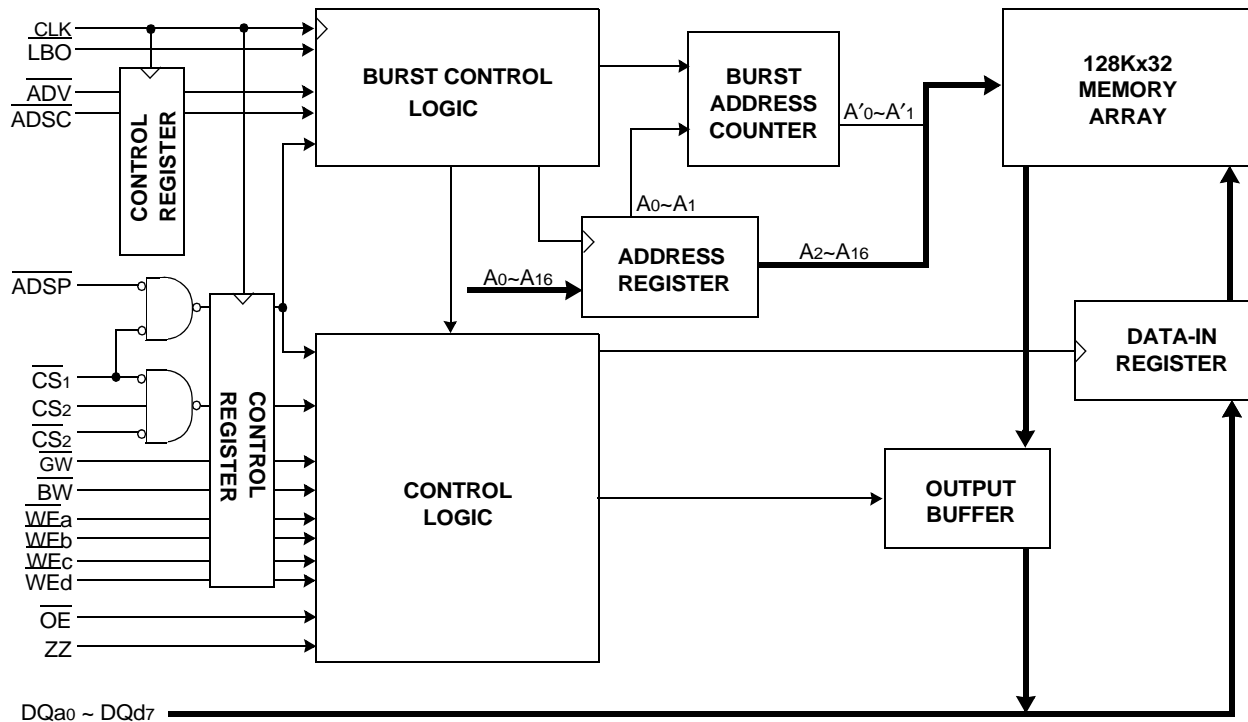 CLK
LBO
ADV
ADSC
CONTROL
REGISTER
BURST CONTROL
LOGIC
BURST
ADDRESS
COUNTER
A′0~A′1
128Kx32
MEMORY
ARRAY
A0~A1
ADDRESS
REGISTER
A2~A16
A0~A16
ADSP
CS1
CS2
CS2
GW
BW
WEa
WEb
WEc
WEd
OE
ZZ
CONTROL
REGISTER
CONTROL
LOGIC
DATA-IN
REGISTER
OUTPUT
BUFFER
DQa0 ~ DQd7